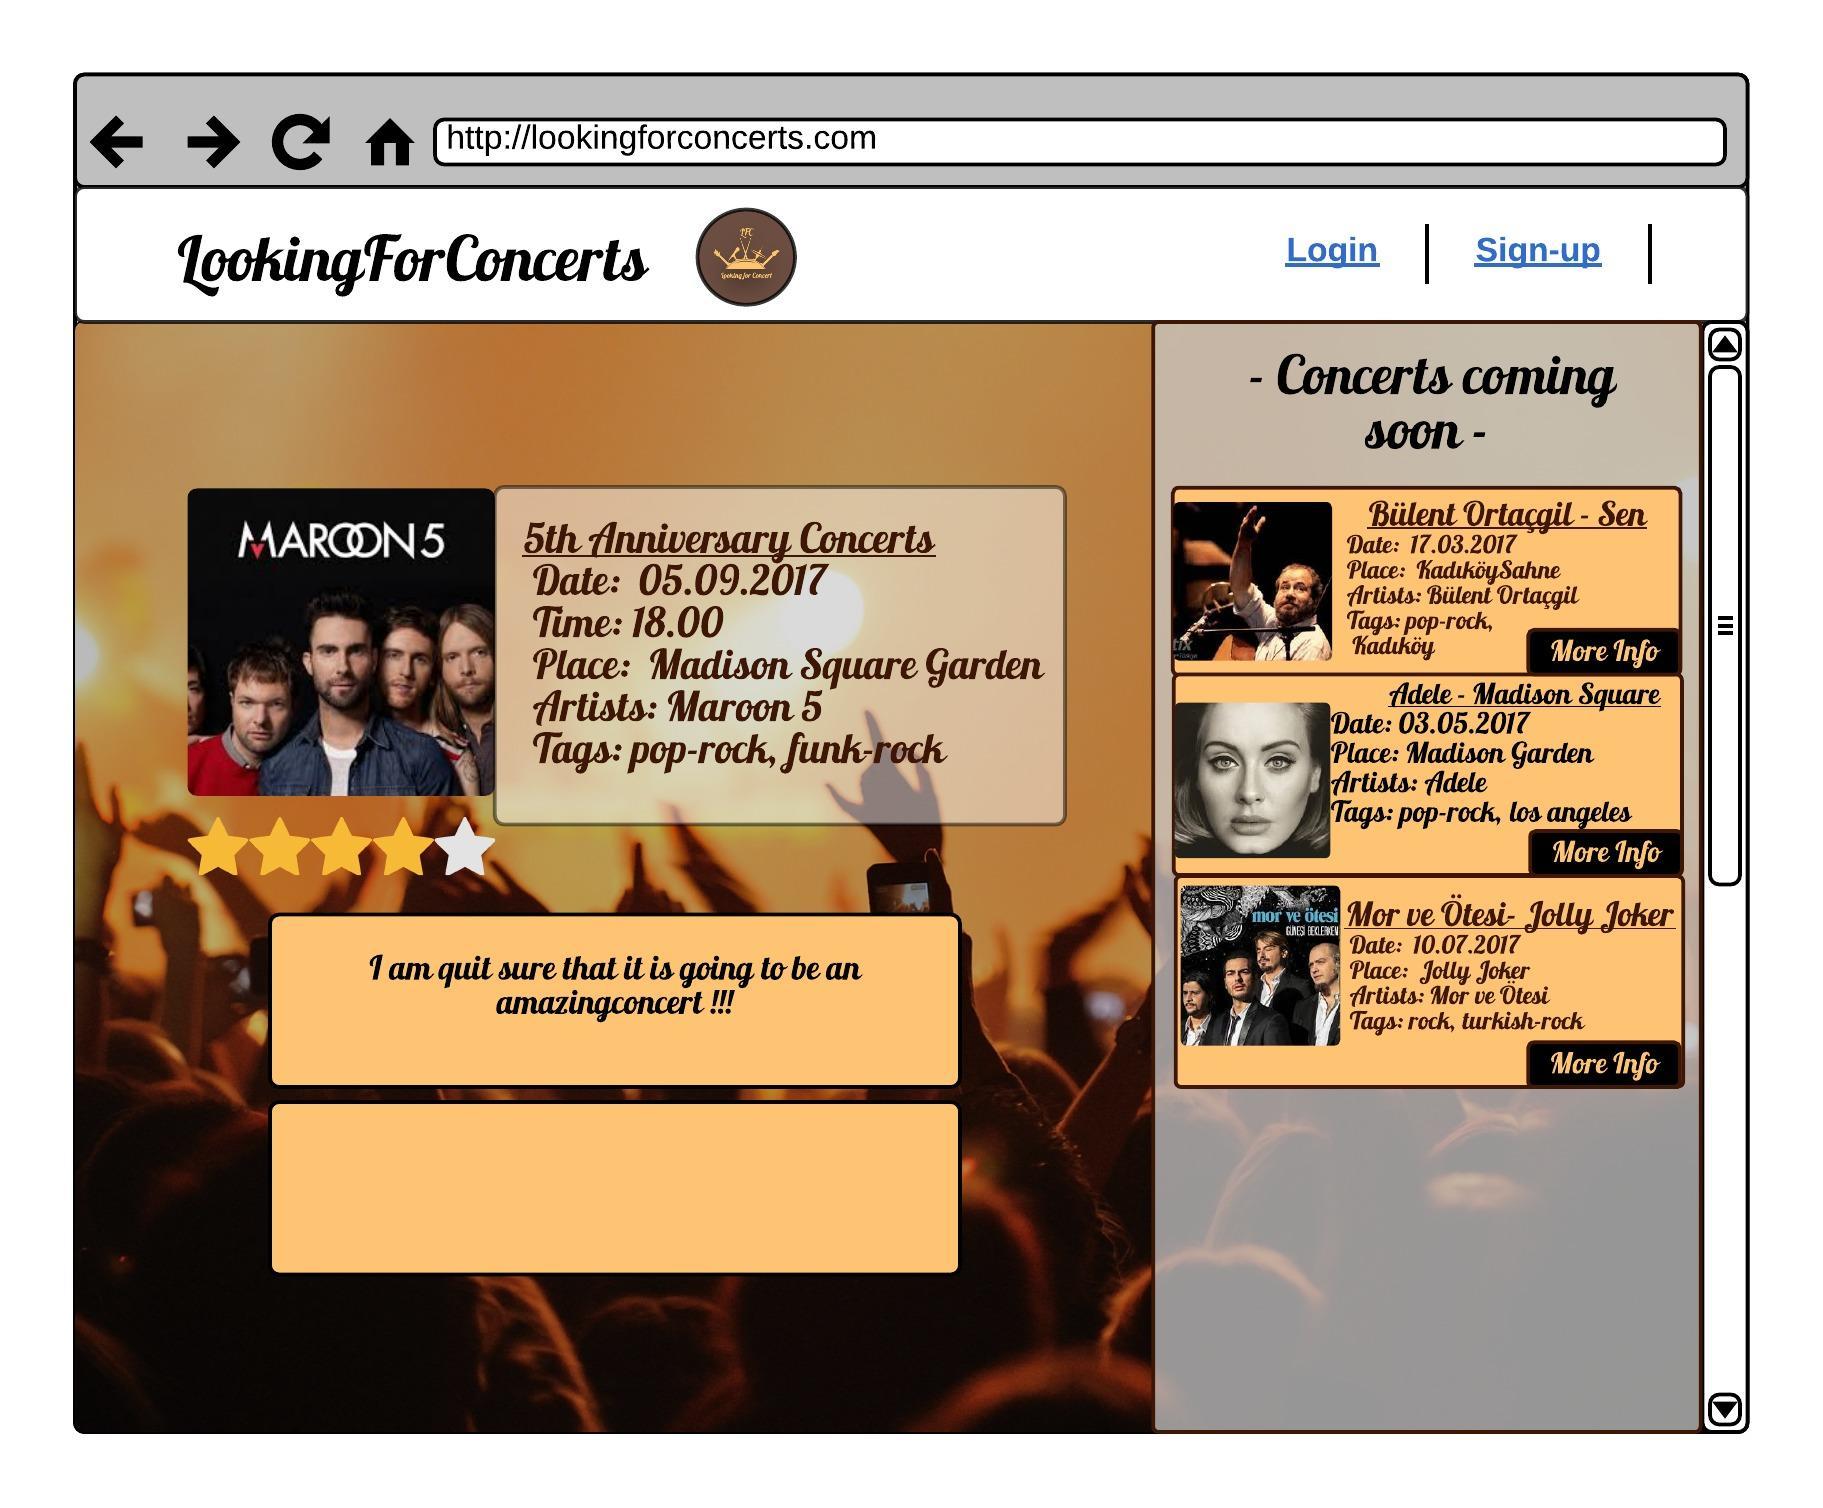 http://lookingforconcerts.com
LookingForConcerts
LFC
Looking for Concert
Login
Sign-up
- Concerts coming
soon -
MAROON 5
5th Anniversary Concerts
Date: 05.09.2017
Time: 18.00
Place: Madison Square Garden
Artists: Maroon 5
Tags: pop-rock, funk-rock
I am quit sure that it is going to be an
amazingconcert !!!
Bülent Ortaçgil - Sen
Date: 17.03.2017
Place: KadıköySahne
Artists: Bülent Ortaçgil
Tags: pop-rock,
Kadıköy
More Info
Adele - Madison Square
Date: 03.05.2017
Place: Madison Garden
Artists: Adele
Tags: pop-rock, los angeles
More Info
mor ve ötesi
GÜNEŞİ BEKLERKEN
Mor ve Ötesi- Jolly Joker
Date: 10.07.2017
Place: Jolly Joker
Artists: Mor ve Ötesi
Tags: rock, turkish-rock
More Info